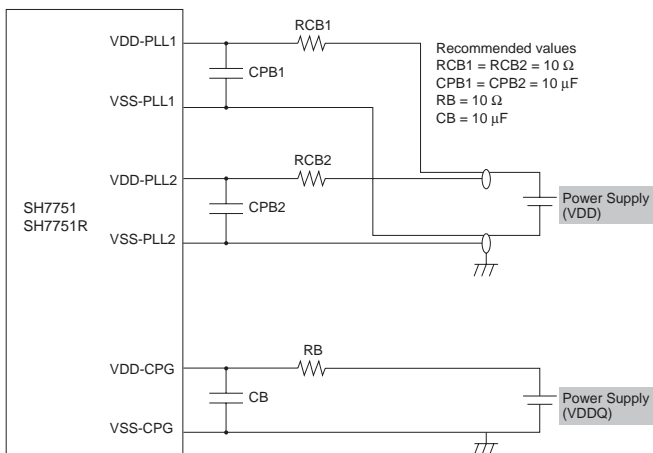 VDD-PLL1
RCB1
CPB1
VSS-PLL1
Recommended values
RCB1 = RCB2 = 10 Ω
CPB1 = CPB2 = 10 μF
RB = 10 Ω
CB = 10 μF
VDD-PLL2
RCB2
CPB2
VSS-PLL2
SH7751
SH7751R
Power Supply
(VDD)
VDD-CPG
RB
CB
VSS-CPG
Power Supply
(VDDQ)